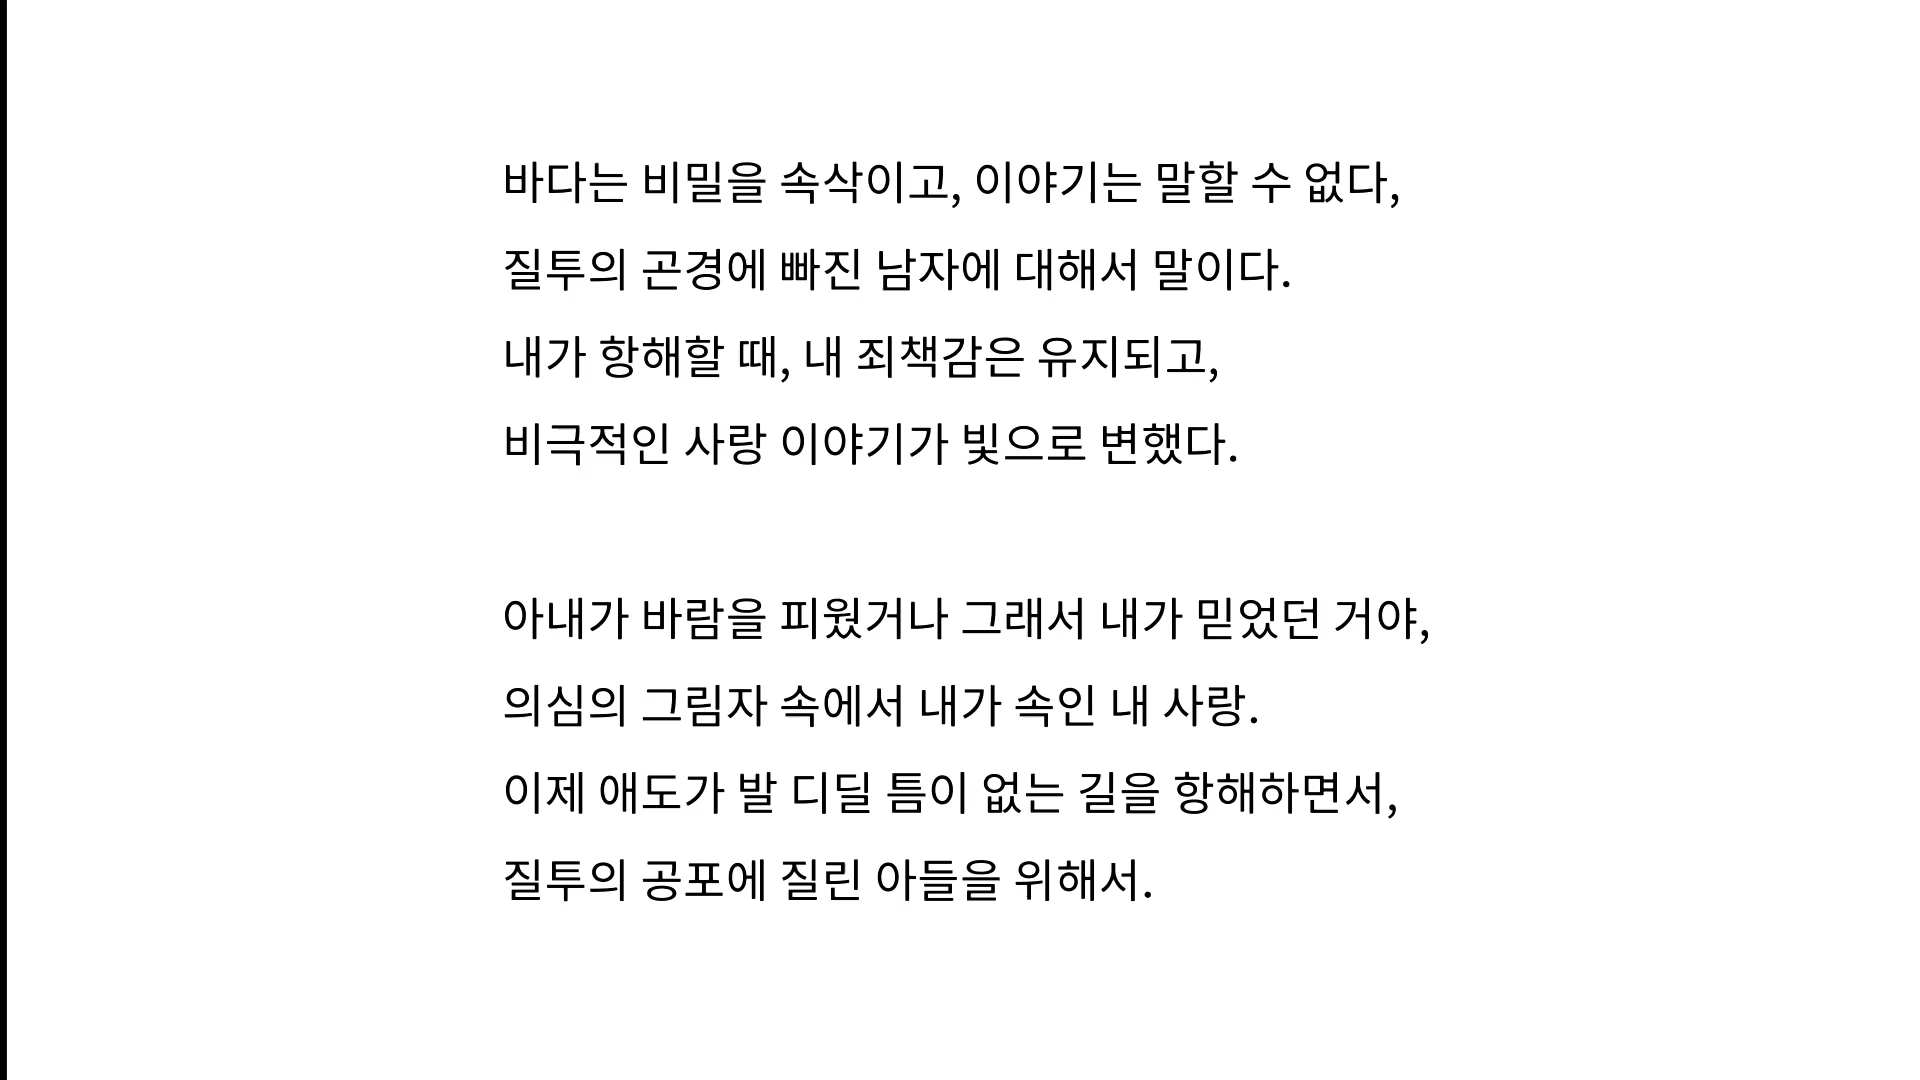 바다는 비밀을 속삭이고, 이야기는 말할 수 없다,
질투의 곤경에 빠진 남자에 대해서 말이다.
내가 항해할 때, 내 죄책감은 유지되고,
비극적인 사랑 이야기가 빛으로 변했다.
아내가 바람을 피웠거나 그래서 내가 믿었던 거야,
의심의 그림자 속에서 내가 속인 내 사랑.
이제 애도가 발 디딜 틈이 없는 길을 항해하면서,
질투의 공포에 질린 아들을 위해서.